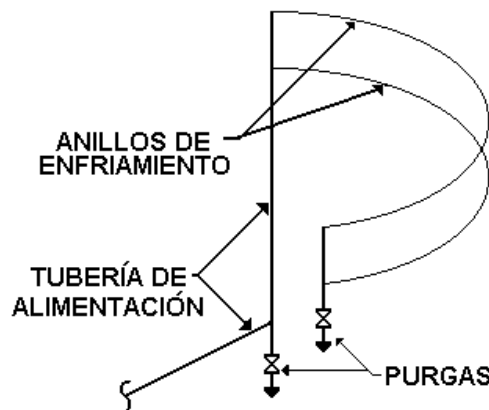 ANILLOS DE
ENFRIAMIENTO
TUBERÍA DE
ALIMENTACIÓN
PURGAS